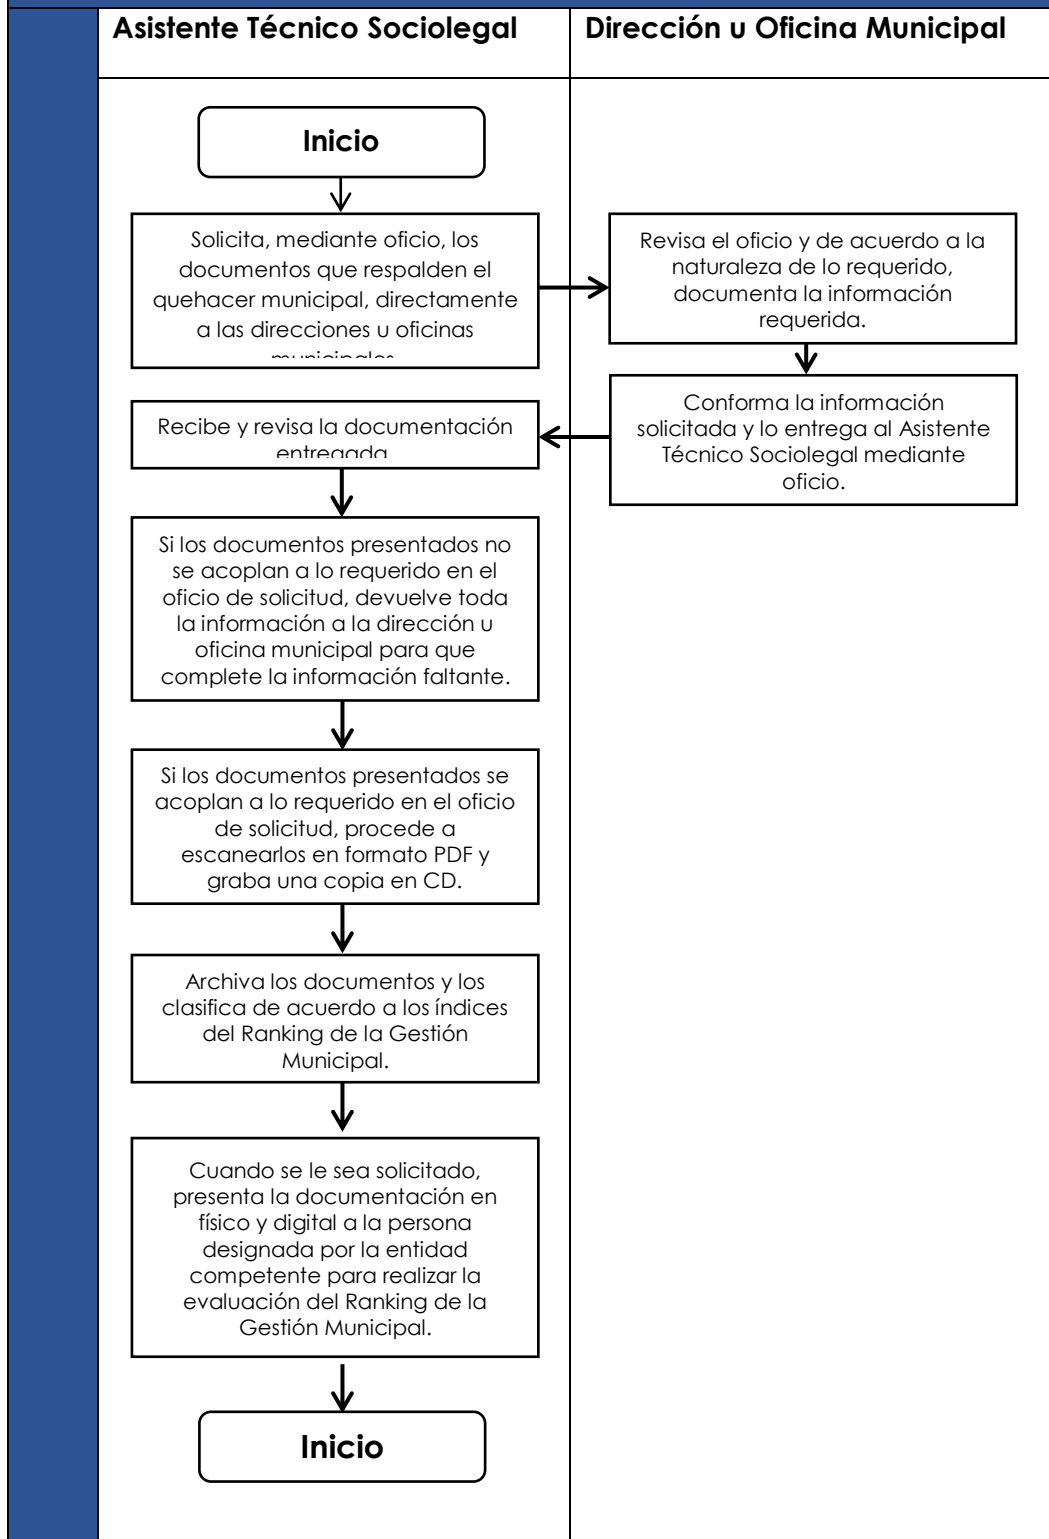 Asistente Técnico Sociolegal
Dirección u Oficina Municipal
Inicio
Solicita, mediante oficio, los
documentos que respalden el
quehacer municipal, directamente
a las direcciones u oficinas
municipales
Revisa el oficio y de acuerdo a la
naturaleza de lo requerido,
documenta la información
requerida.
Conforma la información
solicitada y lo entrega al Asistente
Técnico Sociolegal mediante
oficio.
Recibe y revisa la documentación
entregada
Si los documentos presentados no
se acoplan a lo requerido en el
oficio de solicitud, devuelve toda
la información a la dirección u
oficina municipal para que
complete la información faltante.
Si los documentos presentados se
acoplan a lo requerido en el oficio
de solicitud, procede a
escanearlos en formato PDF y
graba una copia en CD.
Archiva los documentos y los
clasifica de acuerdo a los índices
del Ranking de la Gestión
Municipal.
Cuando se le sea solicitado,
presenta la documentación en
físico y digital a la persona
designada por la entidad
competente para realizar la
evaluación del Ranking de la
Gestión Municipal.
Inicio